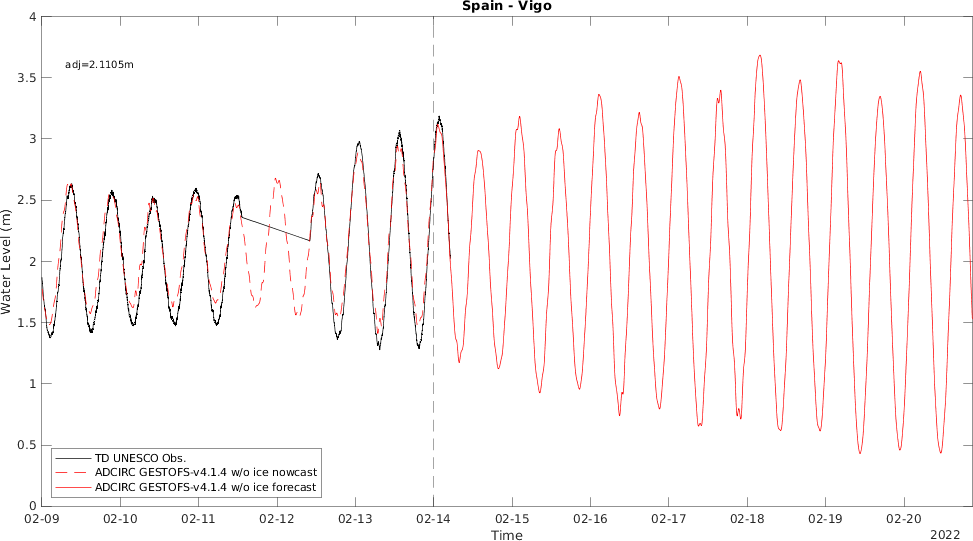 Spain - Vigo
adj=2.1105m
4
3.5
3
2.5
2
1.5
1
0.5
0
Water Level (m)
TD UNESCO Obs.
ADCIRC GESTOFS-v4.1.4 w/o ice nowcast
ADCIRC GESTOFS-v4.1.4 w/o ice forecast
02-09 02-10 02-11 02-12 02-13 02-14 02-15 02-16 02-17 02-18 02-19 02-20
Time
2022